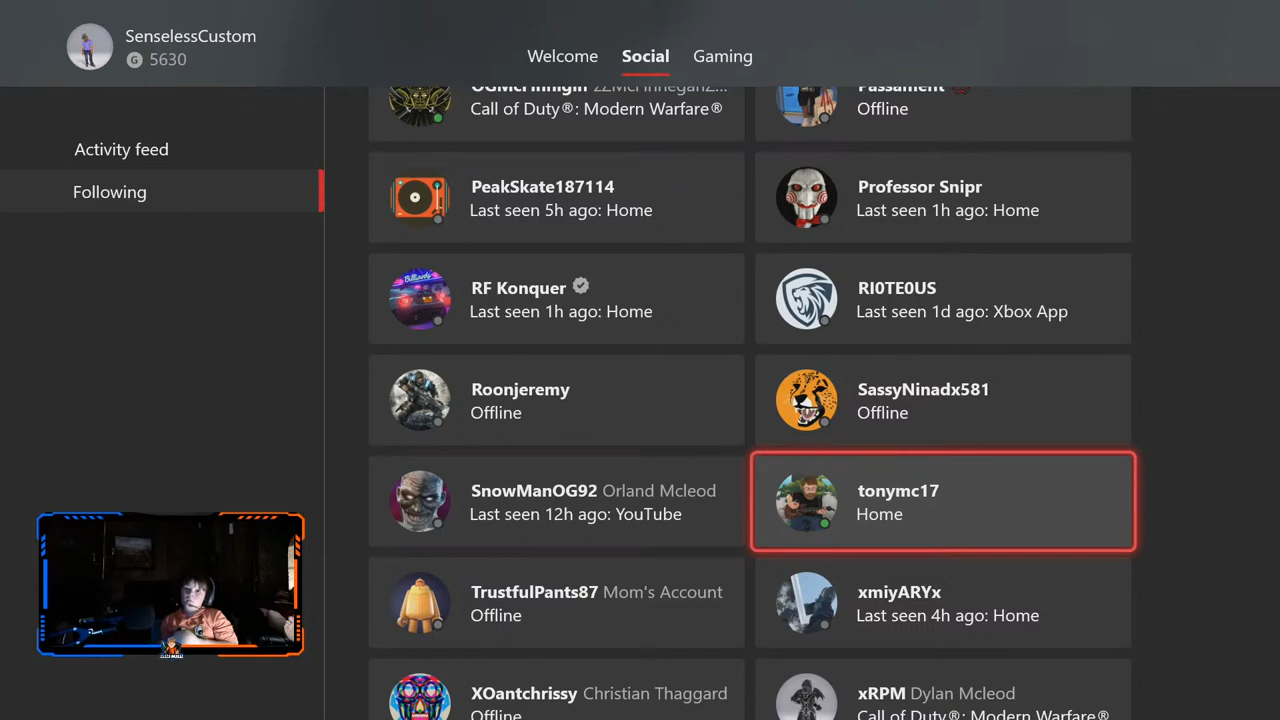 SenselessCustom
G 5630
Welcome
Social
Gaming
Activity feed
Following
OGMcFinnigin ZZMcFinneganZ...
Call of Duty®: Modern Warfare®
Passament
Offline
PeakSkate187114
Last seen 5h ago: Home
Professor Snipr
Last seen 1h ago: Home
RF Konquer
Last seen 1h ago: Home
RI0TE0US
Last seen 1d ago: Xbox App
Roonjeremy
Offline
SassyNinadx581
Offline
SnowManOG92 Orland Mcleod
Last seen 12h ago: YouTube
tonymc17
Home
TrustfulPants87 Mom's Account
Offline
xmiyARYx
Last seen 4h ago: Home
XOantchrissy Christian Thaggard
Offline
xRPM Dylan Mcleod
Call of Duty®: Modern Warfare®